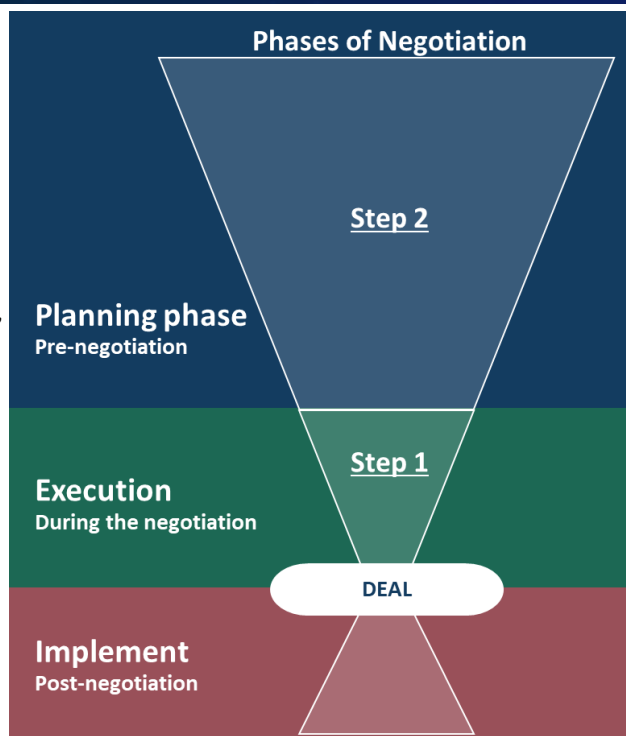 Phases of Negotiation
Step 2
Planning phase
Pre-negotiation
Step 1
Execution
During the negotiation
DEAL
Implement
Post-negotiation